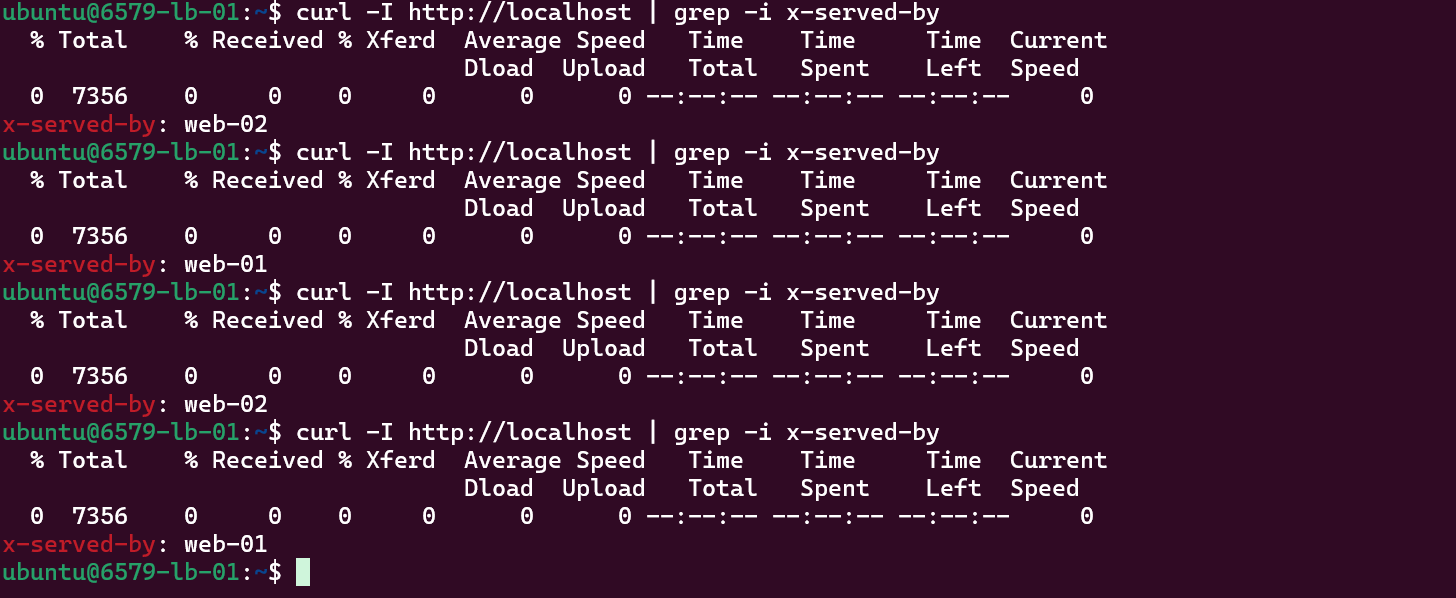 ubuntu@6579-lb-01:~$ curl -I http://localhost | grep -i x-served-by
  % Total    % Received % Xferd  Average Speed   Time    Time     Time  Current
                                 Dload  Upload   Total   Spent    Left  Speed
  0  7356    0     0    0     0      0      0 --:--:-- --:--:-- --:--:--     0
x-served-by: web-02
ubuntu@6579-lb-01:~$ curl -I http://localhost | grep -i x-served-by
  % Total    % Received % Xferd  Average Speed   Time    Time     Time  Current
                                 Dload  Upload   Total   Spent    Left  Speed
  0  7356    0     0    0     0      0      0 --:--:-- --:--:-- --:--:--     0
x-served-by: web-01
ubuntu@6579-lb-01:~$ curl -I http://localhost | grep -i x-served-by
  % Total    % Received % Xferd  Average Speed   Time    Time     Time  Current
                                 Dload  Upload   Total   Spent    Left  Speed
  0  7356    0     0    0     0      0      0 --:--:-- --:--:-- --:--:--     0
x-served-by: web-02
ubuntu@6579-lb-01:~$ curl -I http://localhost | grep -i x-served-by
  % Total    % Received % Xferd  Average Speed   Time    Time     Time  Current
                                 Dload  Upload   Total   Spent    Left  Speed
  0  7356    0     0    0     0      0      0 --:--:-- --:--:-- --:--:--     0
x-served-by: web-01
ubuntu@6579-lb-01:~$